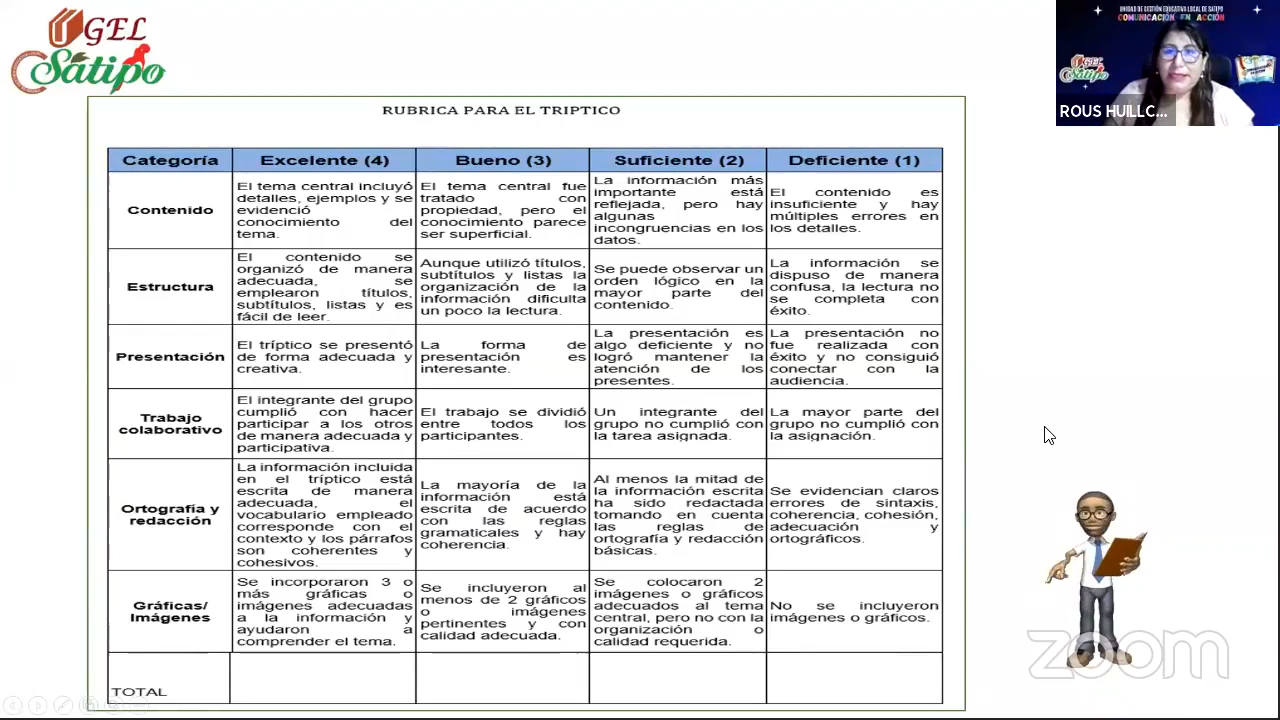 UGEL
Satipo
UNIDAD DE GESTIÓN EDUCATIVA LOCAL DE SATIPO
COMUNICACIÓN EN ACCIÓN
UGEL
Satipo
ROUS HUILLC...
RUBRICA PARA EL TRIPTICO
Categoría
Excelente (4)
Bueno (3)
Suficiente (2)
Deficiente (1)
Contenido
El tema central incluyó
detalles, ejemplos y se
evidenció
conocimiento del
tema.
El tema central fue
tratado con
propiedad, pero el
conocimiento parece
ser superficial.
La información más
importante está
reflejada, pero hay
algunas
incongruencias en los
datos.
El contenido es
insuficiente y hay
múltiples errores en
los detalles.
Estructura
El contenido se
organizó de manera
adecuada, se
emplearon títulos,
subtítulos, listas y es
fácil de leer.
Aunque utilizó títulos,
subtítulos y listas la
organización de la
información dificulta
un poco la lectura.
Se puede observar un
orden lógico en la
mayor parte del
contenido.
La información se
dispuso de manera
confusa, la lectura no
se completa con
éxito.
Presentación
El tríptico se presentó
de forma adecuada y
creativa.
La forma de
presentación es
interesante.
La presentación es
algo deficiente y no
logró mantener la
atención de los
presentes.
La presentación no
fue realizada con
éxito y no consiguió
conectar con la
audiencia.
Trabajo
colaborativo
El integrante del grupo
cumplió con hacer
participar a los otros
de manera adecuada y
participativa.
El trabajo se dividió
entre todos los
participantes.
Un integrante del
grupo no cumplió con
la tarea asignada.
La mayor parte del
grupo no cumplió con
la asignación.
Ortografía y
redacción
La información incluida
en el tríptico está
escrita de manera
adecuada, el
vocabulario empleado
corresponde con el
contexto y los párrafos
son coherentes y
cohesivos.
La mayoría de la
información está
escrita de acuerdo
con las reglas
gramaticales y hay
coherencia.
Al menos la mitad de
la información escrita
ha sido redactada
tomando en cuenta
las reglas de
ortografía y redacción
básicas.
Se evidencian claros
errores de sintaxis,
coherencia, cohesión,
adecuación y
ortográficos.
Gráficas/
Imágenes
Se incorporaron 3 o
más gráficas o
imágenes adecuadas
a la información y
ayudaron a
comprender el tema.
Se incluyeron al
menos de 2 gráficos
o imágenes
pertinentes y con
calidad adecuada.
Se colocaron 2
imágenes o gráficos
adecuados al tema
central, pero no con la
organización o
calidad requerida.
No se incluyeron
imágenes o gráficos.
TOTAL
zoom